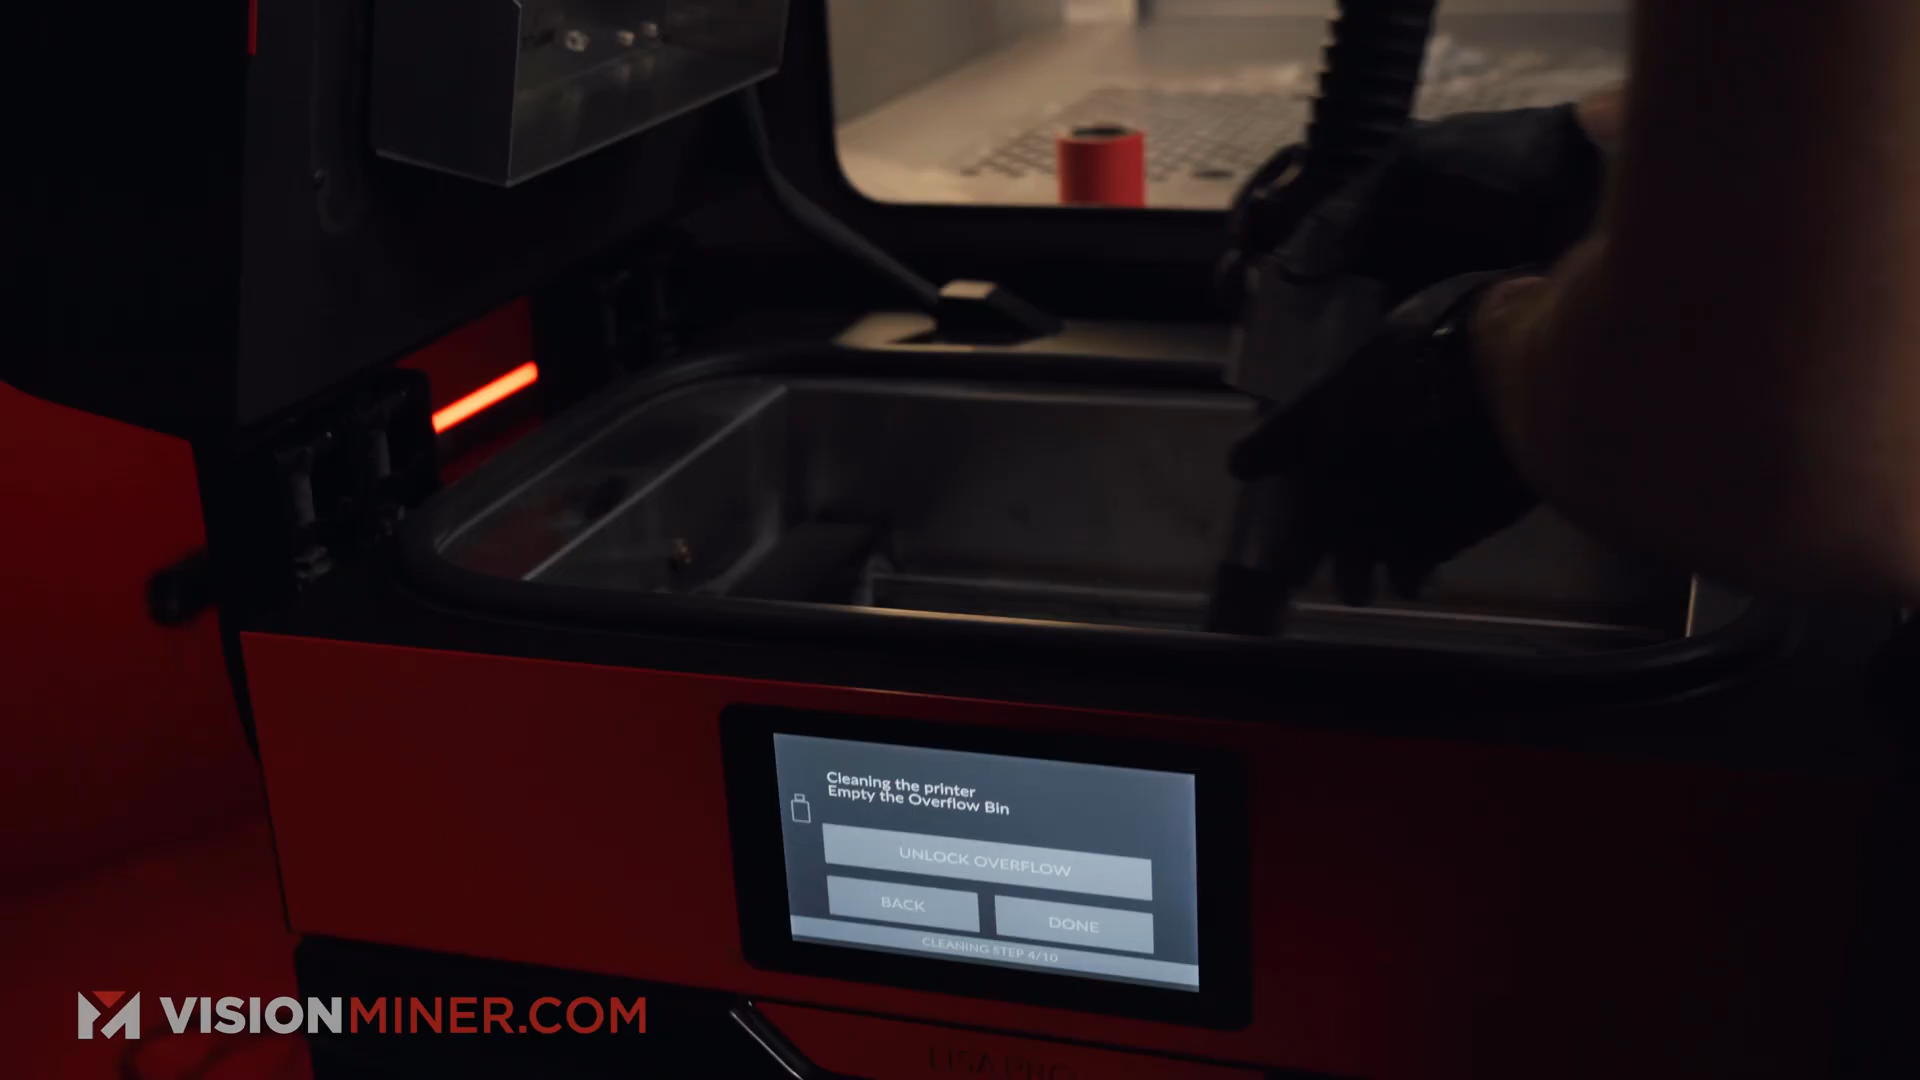 Cleaning the printer
Empty the Overflow Bin
UNLOCK OVERFLOW
BACK
DONE
CLEANING STEP 4/10
VISIONMINER.COM